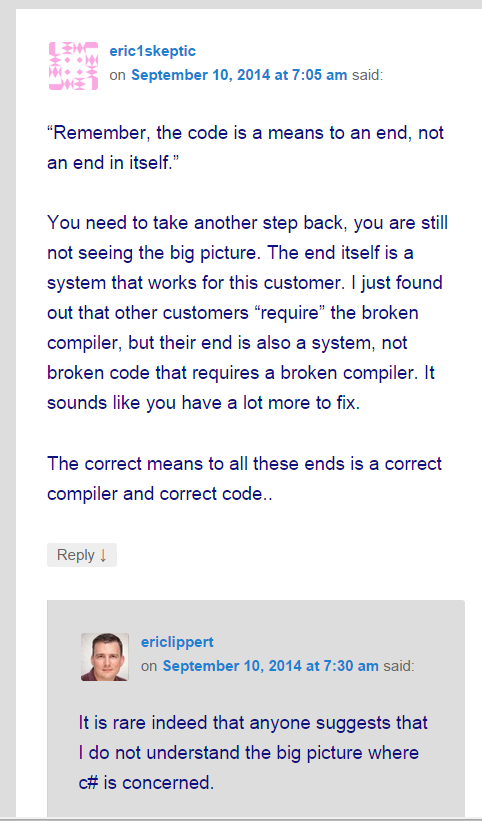 eric1skeptic
on September 10, 2014 at 7:05 am said:
“Remember, the code is a means to an end, not
an end in itself.”
You need to take another step back, you are still
not seeing the big picture. The end itself is a
system that works for this customer. I just found
out that other customers “require” the broken
compiler, but their end is also a system, not
broken code that requires a broken compiler. It
sounds like you have a lot more to fix.
The correct means to all these ends is a correct
compiler and correct code..
Reply ↓
ericlippert
on September 10, 2014 at 7:30 am said:
It is rare indeed that anyone suggests that
I do not understand the big picture where
c# is concerned.